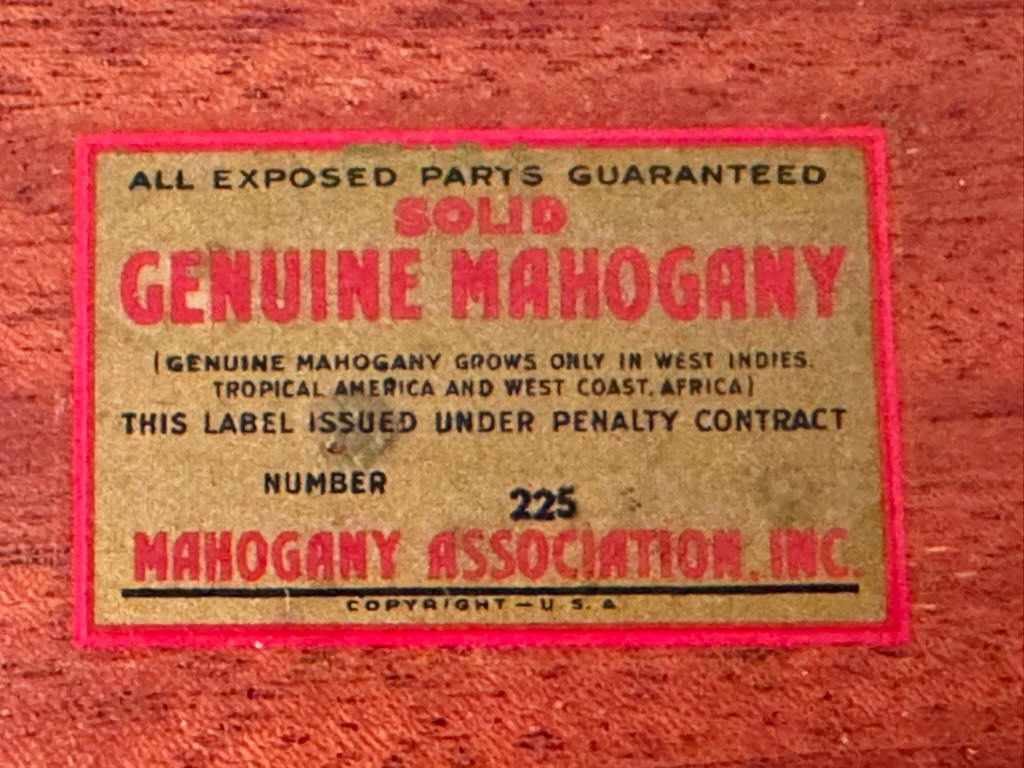 ALL EXPOSED PARTS GUARANTEED
SOLID
GENUINE MAHOGANY
(GENUINE MAHOGANY GROWS ONLY IN WEST INDIES.
TROPICAL AMERICA AND WEST COAST, AFRICA)
THIS LABEL ISSUED UNDER PENALTY CONTRACT
NUMBER 225
MAHOGANY ASSOCIATION, INC.
COPYRIGHT — U S. A